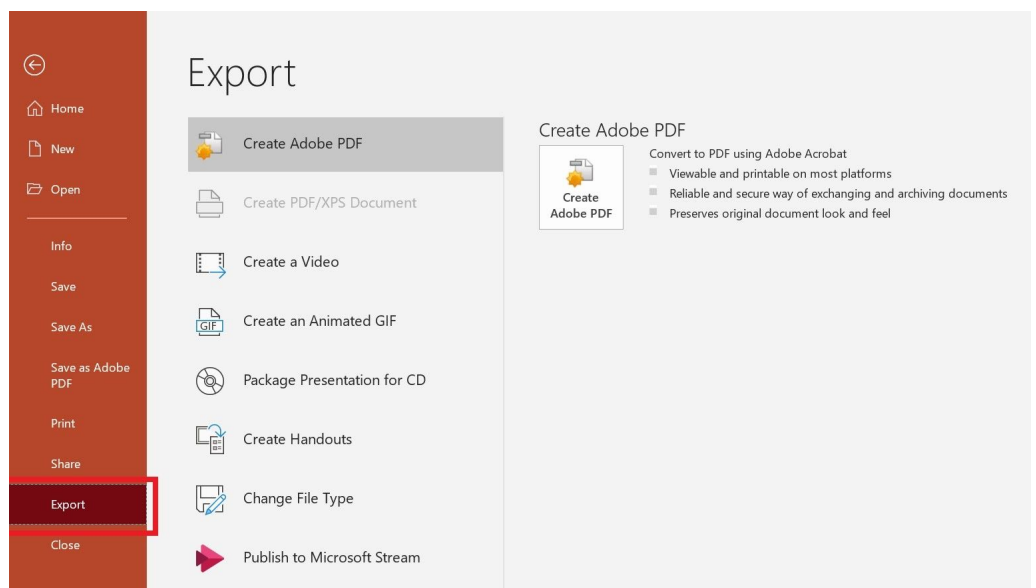 Home
New
Open
Info
Save
Save As
Save as Adobe
PDF
Print
Share
Export
Close
Export
Create Adobe PDF
Create PDF/XPS Document
Create a Video
GIF
Create an Animated GIF
Package Presentation for CD
Create Handouts
Change File Type
Publish to Microsoft Stream
Create Adobe PDF
Create
Adobe PDF
Convert to PDF using Adobe Acrobat
Viewable and printable on most platforms
Reliable and secure way of exchanging and archiving documents
Preserves original document look and feel